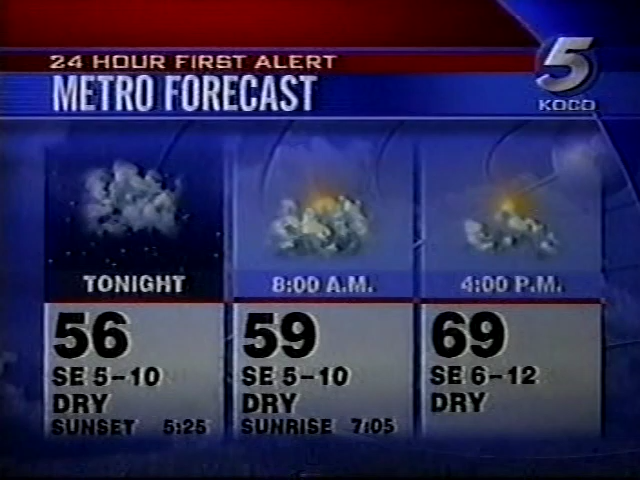 24 HOUR FIRST ALERT
METRO FORECAST
5
KOCO
TONIGHT
56
SE 5-10
DRY
SUNSET 5:25
8:00 A.M.
59
SE 5-10
DRY
SUNRISE 7:05
4:00 P.M.
69
SE 6-12
DRY